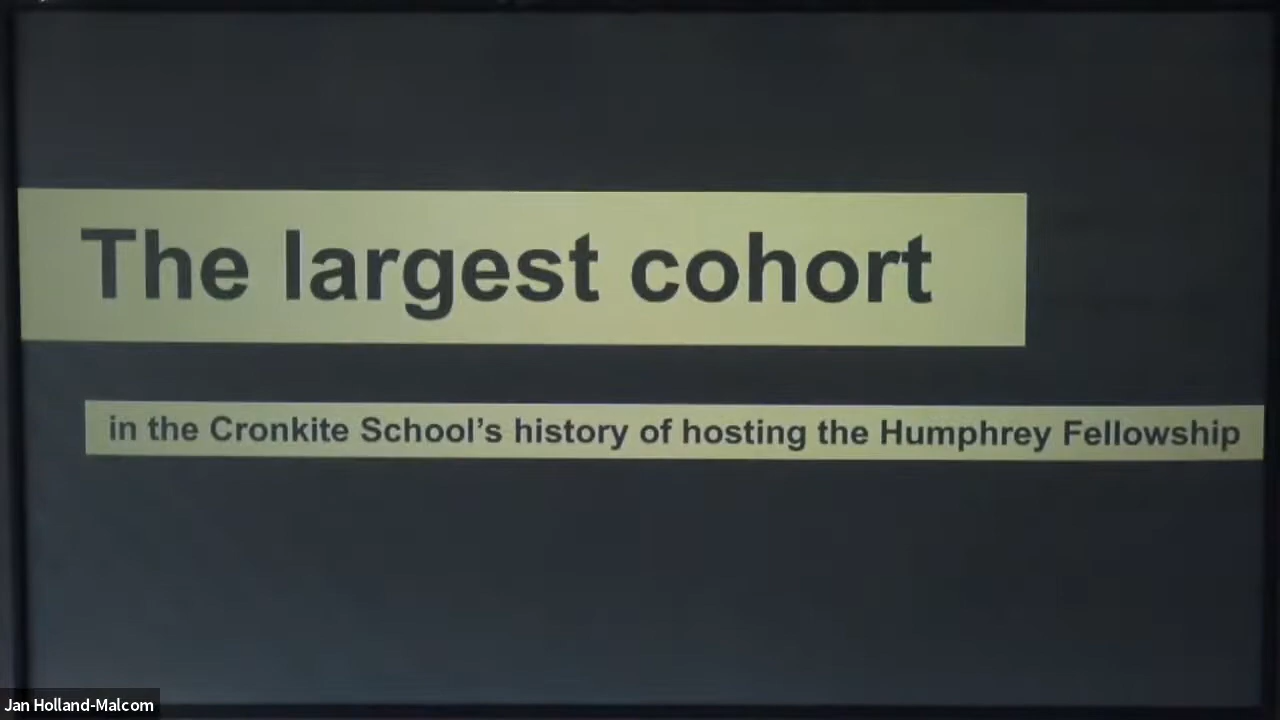 The largest cohort
in the Cronkite School’s history of hosting the Humphrey Fellowship
Jan Holland-Malcom